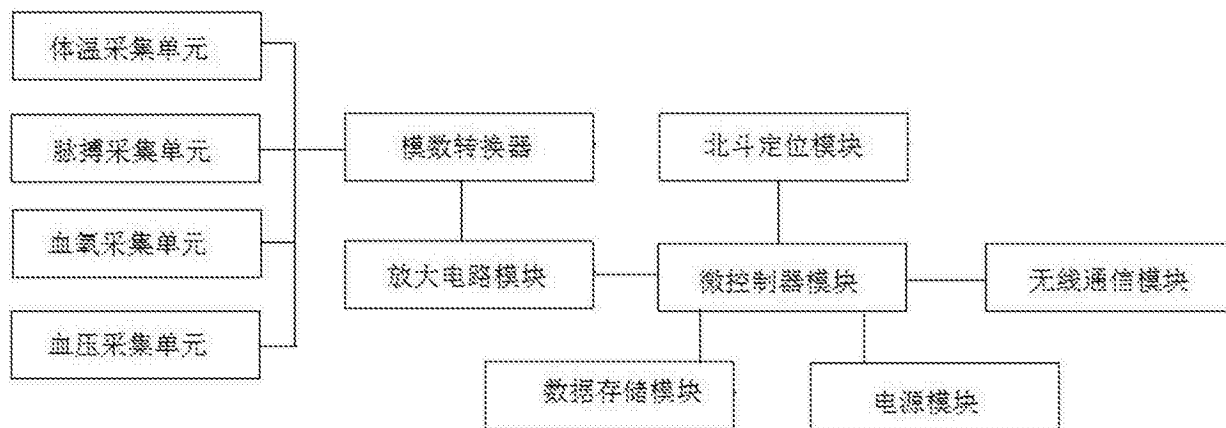 体温采集单元
脉搏采集单元
模数转换器
北斗定位模块
血氧采集单元
放大电路模块
微控制器模块
无线通信模块
血压采集单元
数据存储模块
电源模块